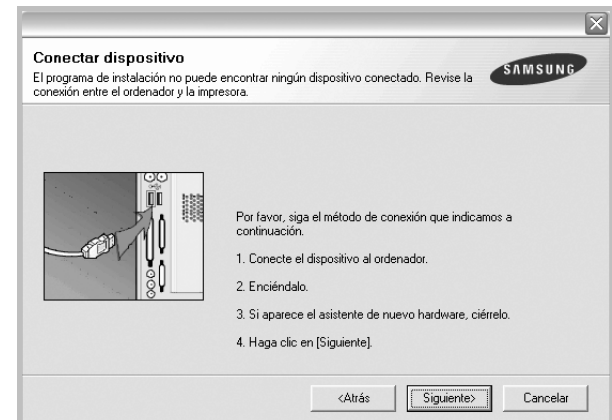 Conectar dispositivo
El programa de instalación no puede encontrar ningún dispositivo conectado. Revise la
conexión entre el ordenador y la impresora.
SAMSUNG
Por favor, siga el método de conexión que indicamos a
continuación.
1. Conecte el dispositivo al ordenador.
2. Enciéndalo.
3. Si aparece el asistente de nuevo hardware, ciérrelo.
4. Haga clic en [Siguiente].
<Atrás
Siguiente>
Cancelar